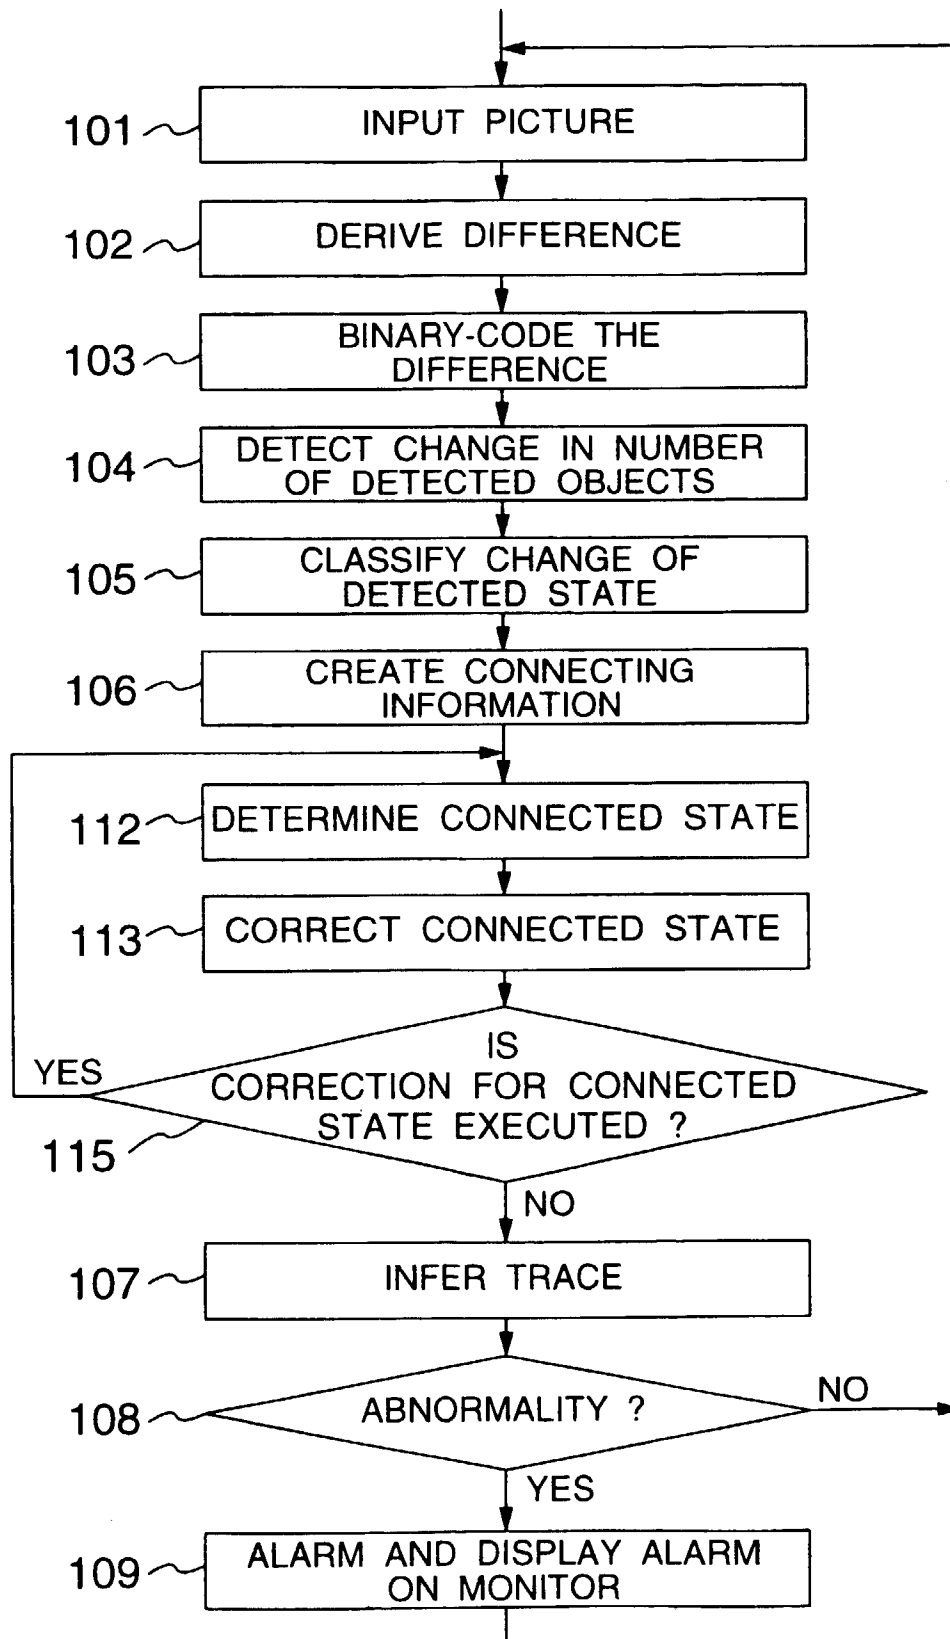 101
INPUT PICTURE
102
DERIVE DIFFERENCE
103
BINARY-CODE THE
DIFFERENCE
104
DETECT CHANGE IN NUMBER
OF DETECTED OBJECTS
105
CLASSIFY CHANGE OF
DETECTED STATE
106
CREATE CONNECTING
INFORMATION
112
DETERMINE CONNECTED STATE
113
CORRECT CONNECTED STATE
YES
IS
CORRECTION FOR CONNECTED
STATE EXECUTED ?
115
NO
107
INFER TRACE
108
ABNORMALITY ?
NO
YES
109
ALARM AND DISPLAY ALARM
ON MONITOR